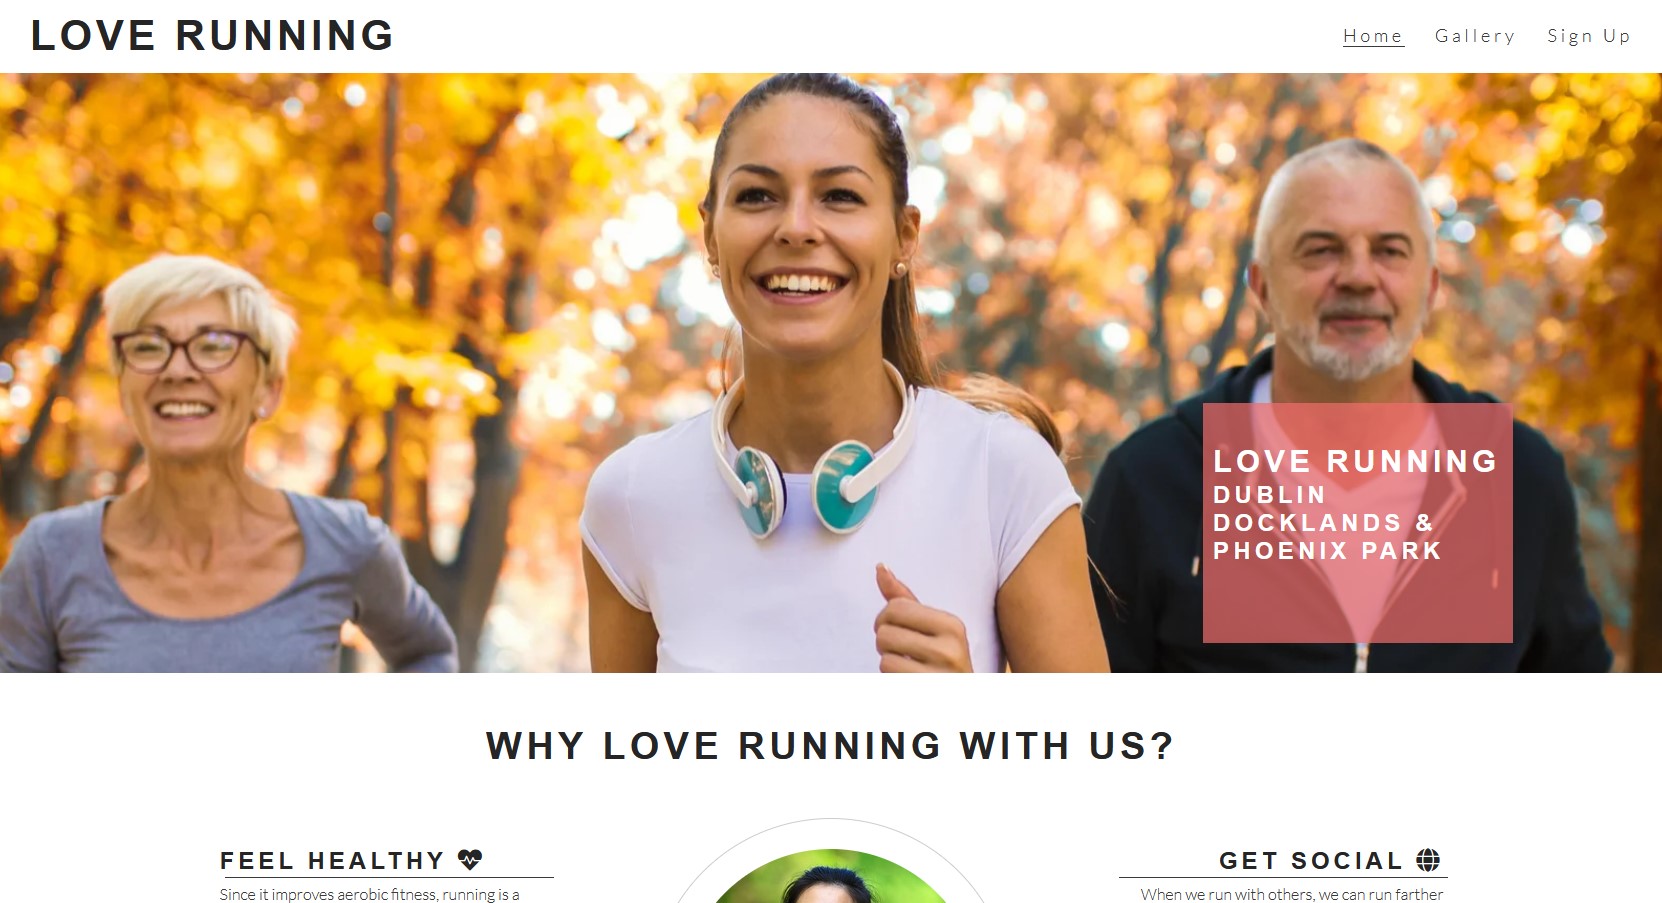 LOVE RUNNING
Home
Gallery
Sign Up
LOVE RUNNING
DUBLIN
DOCKLANDS &
PHOENIX PARK
WHY LOVE RUNNING WITH US?
FEEL HEALTHY
Since it improves aerobic fitness, running is a
GET SOCIAL
When we run with others, we can run farther